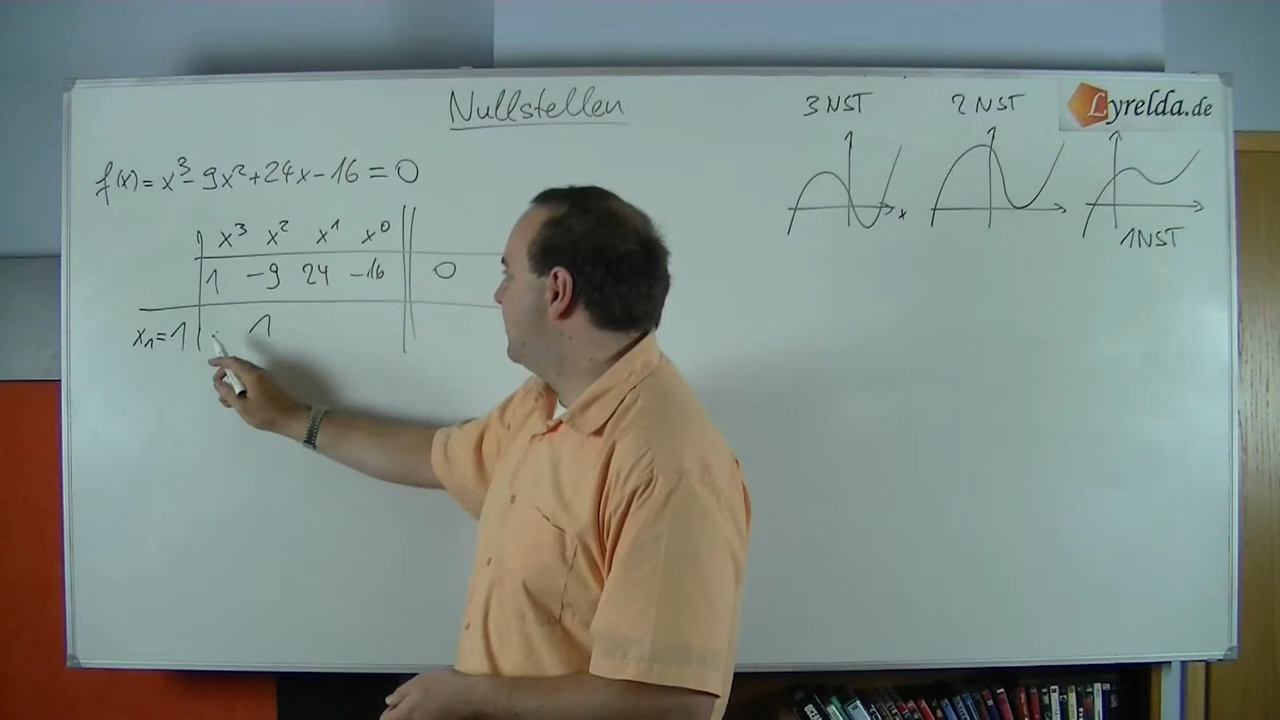 Nullstellen
f(x) = x³ - 9x² + 24x - 16 = 0
x³ x² x¹ x⁰
1 -9 24 -16 0
x₁ = 1 1
3 NST 2 NST
Lyrelda.de
x
1 NST